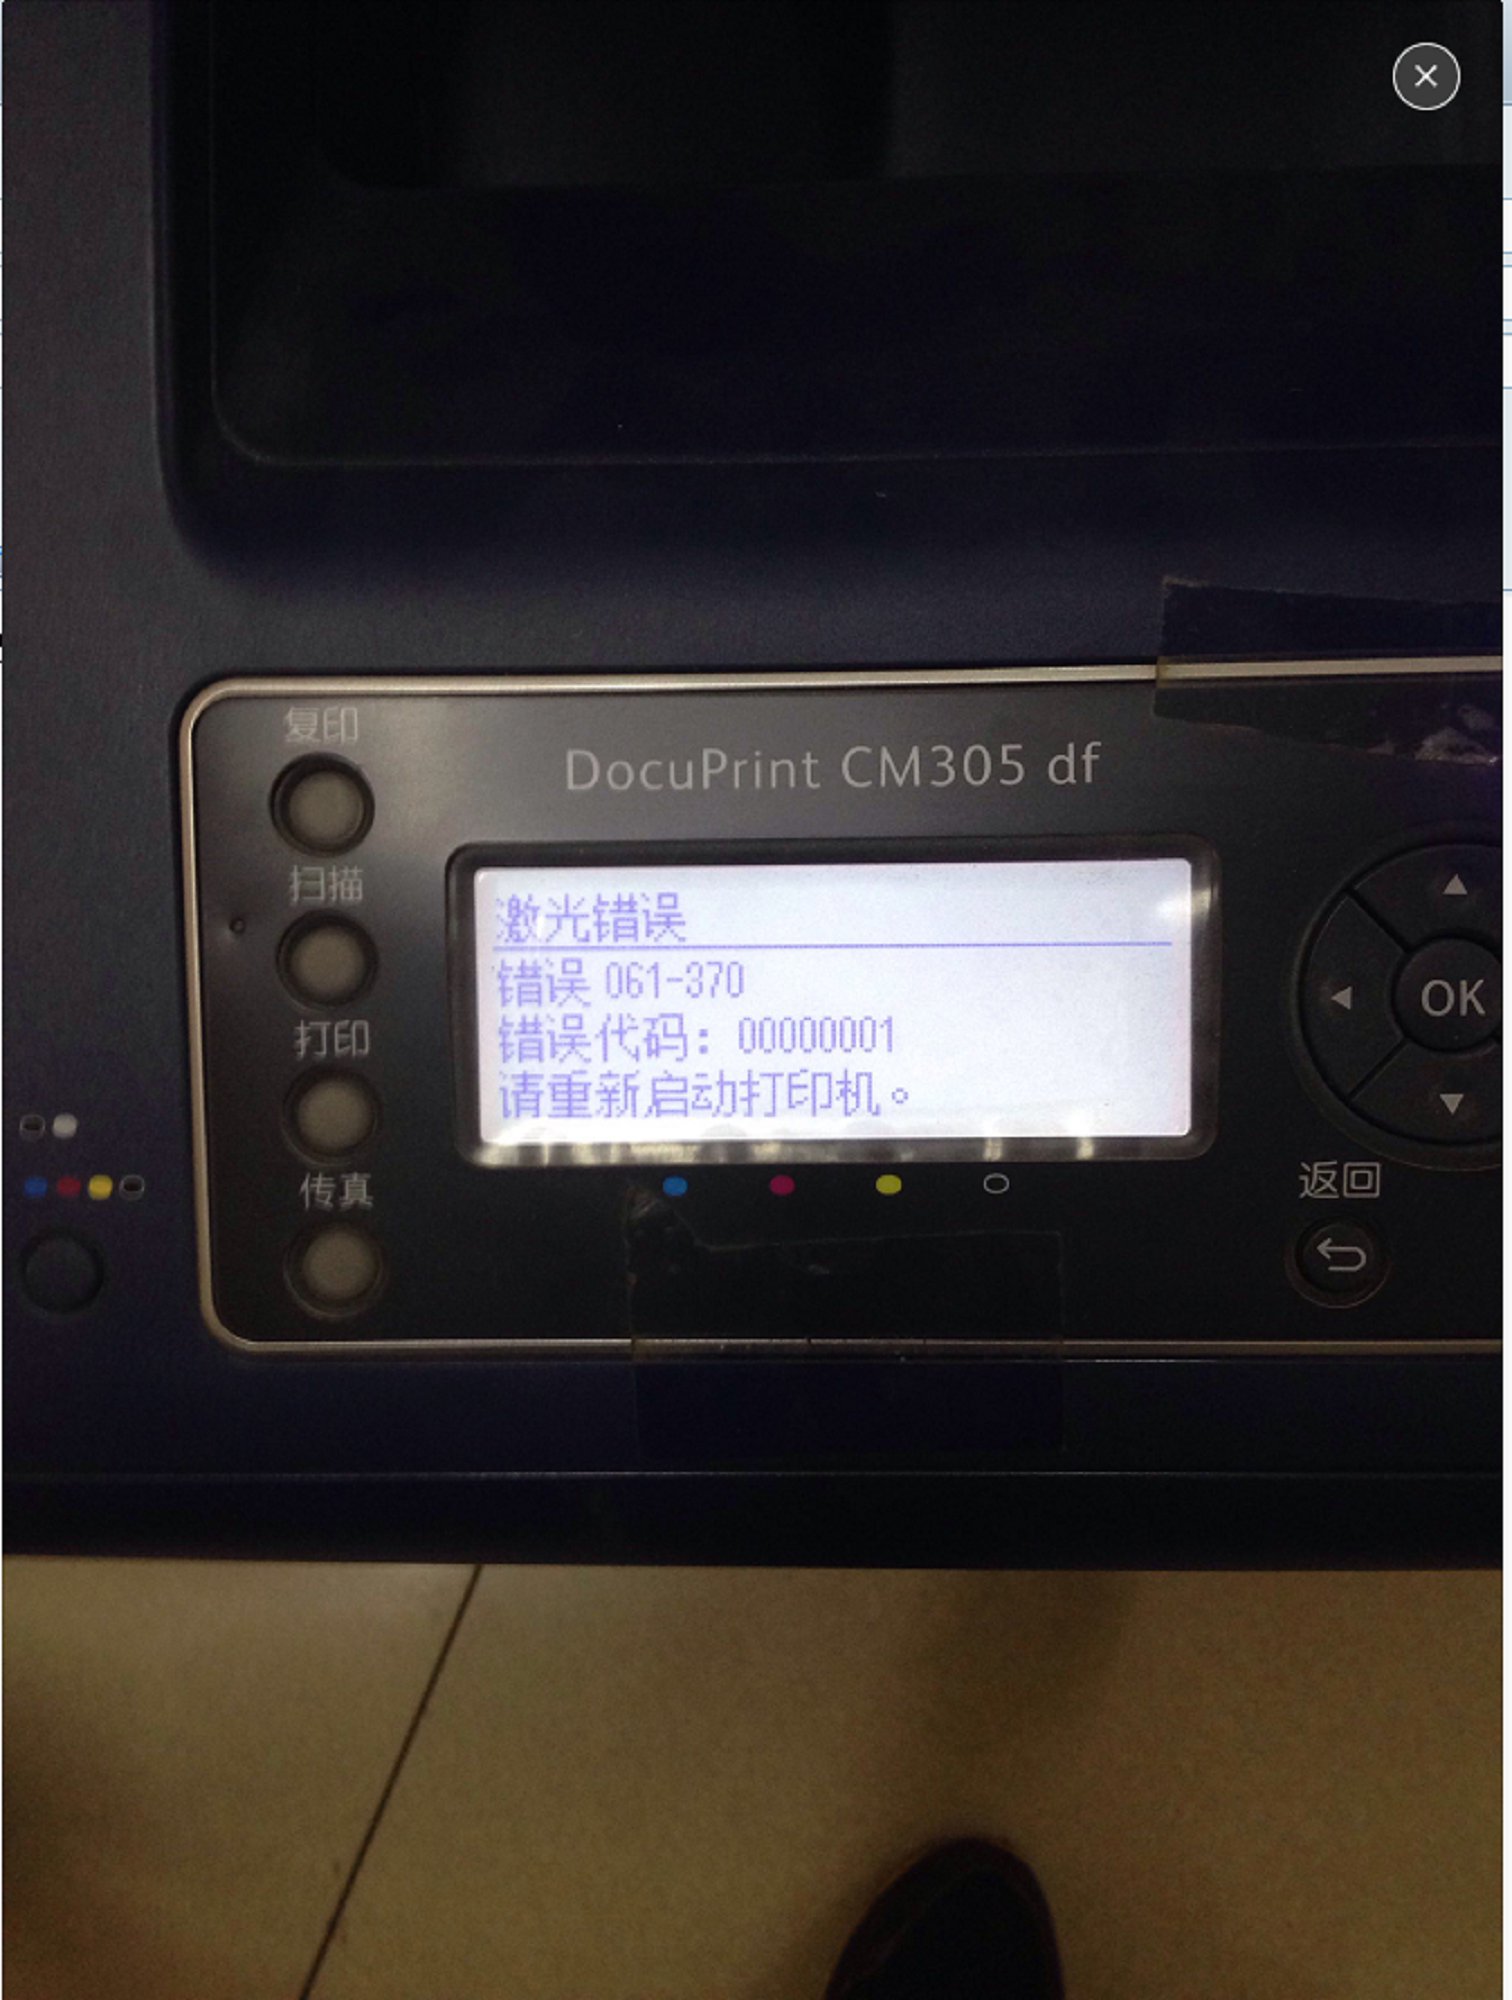 复印
DocuPrint CM305 df
扫描
激光错误
错误 061-370
错误代码：00000001
请重新启动打印机。
OK
打印
传真
返回